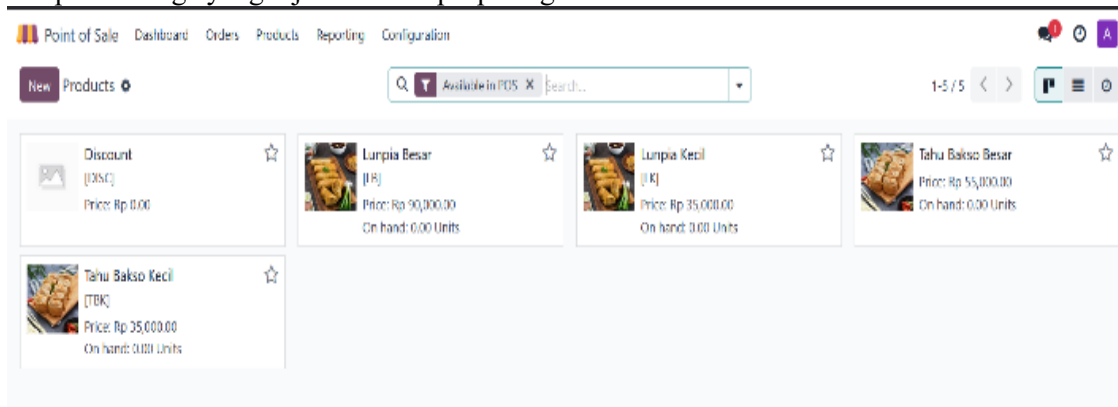 Point of Sale Dashboard Orders Products Reporting Configuration
A
New Products
Available in POS X Search...
1-5 / 5
Discount
[DISC]
Price: Rp 0.00
Lunpia Besar
[LB]
Price: Rp 90,000.00
On hand: 0.00 Units
Lunpia Kecil
[LK]
Price: Rp 35,000.00
On hand: 0.00 Units
Tahu Bakso Besar
Price: Rp 55,000.00
On hand: 0.00 Units
Tahu Bakso Kecil
[TBK]
Price: Rp 35,000.00
On hand: 0.00 Units